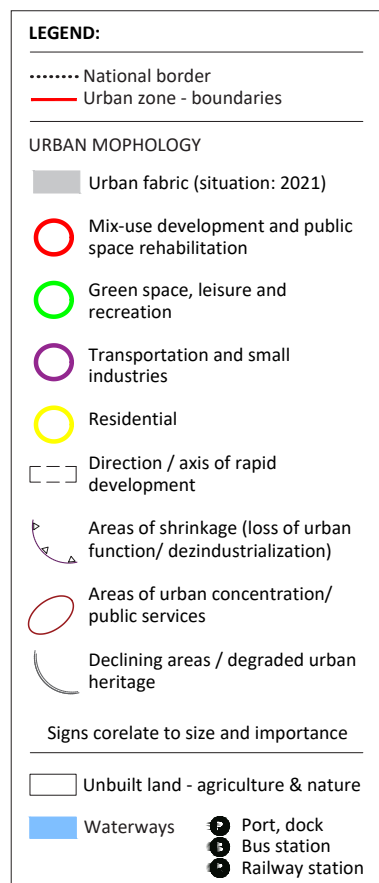 LEGEND:
National border
Urban zone - boundaries
URBAN MOPHOLOGY
Urban fabric (situation: 2021)
Mix-use development and public
space rehabilitation
Green space, leisure and
recreation
Transportation and small
industries
Residential
Direction / axis of rapid
development
Areas of shrinkage (loss of urban
function/ dezindustrialization)
Areas of urban concentration/
public services
Declining areas / degraded urban
heritage
Signs corelate to size and importance
Unbuilt land - agriculture & nature
Waterways
P Port, dock
B Bus station
Railway station